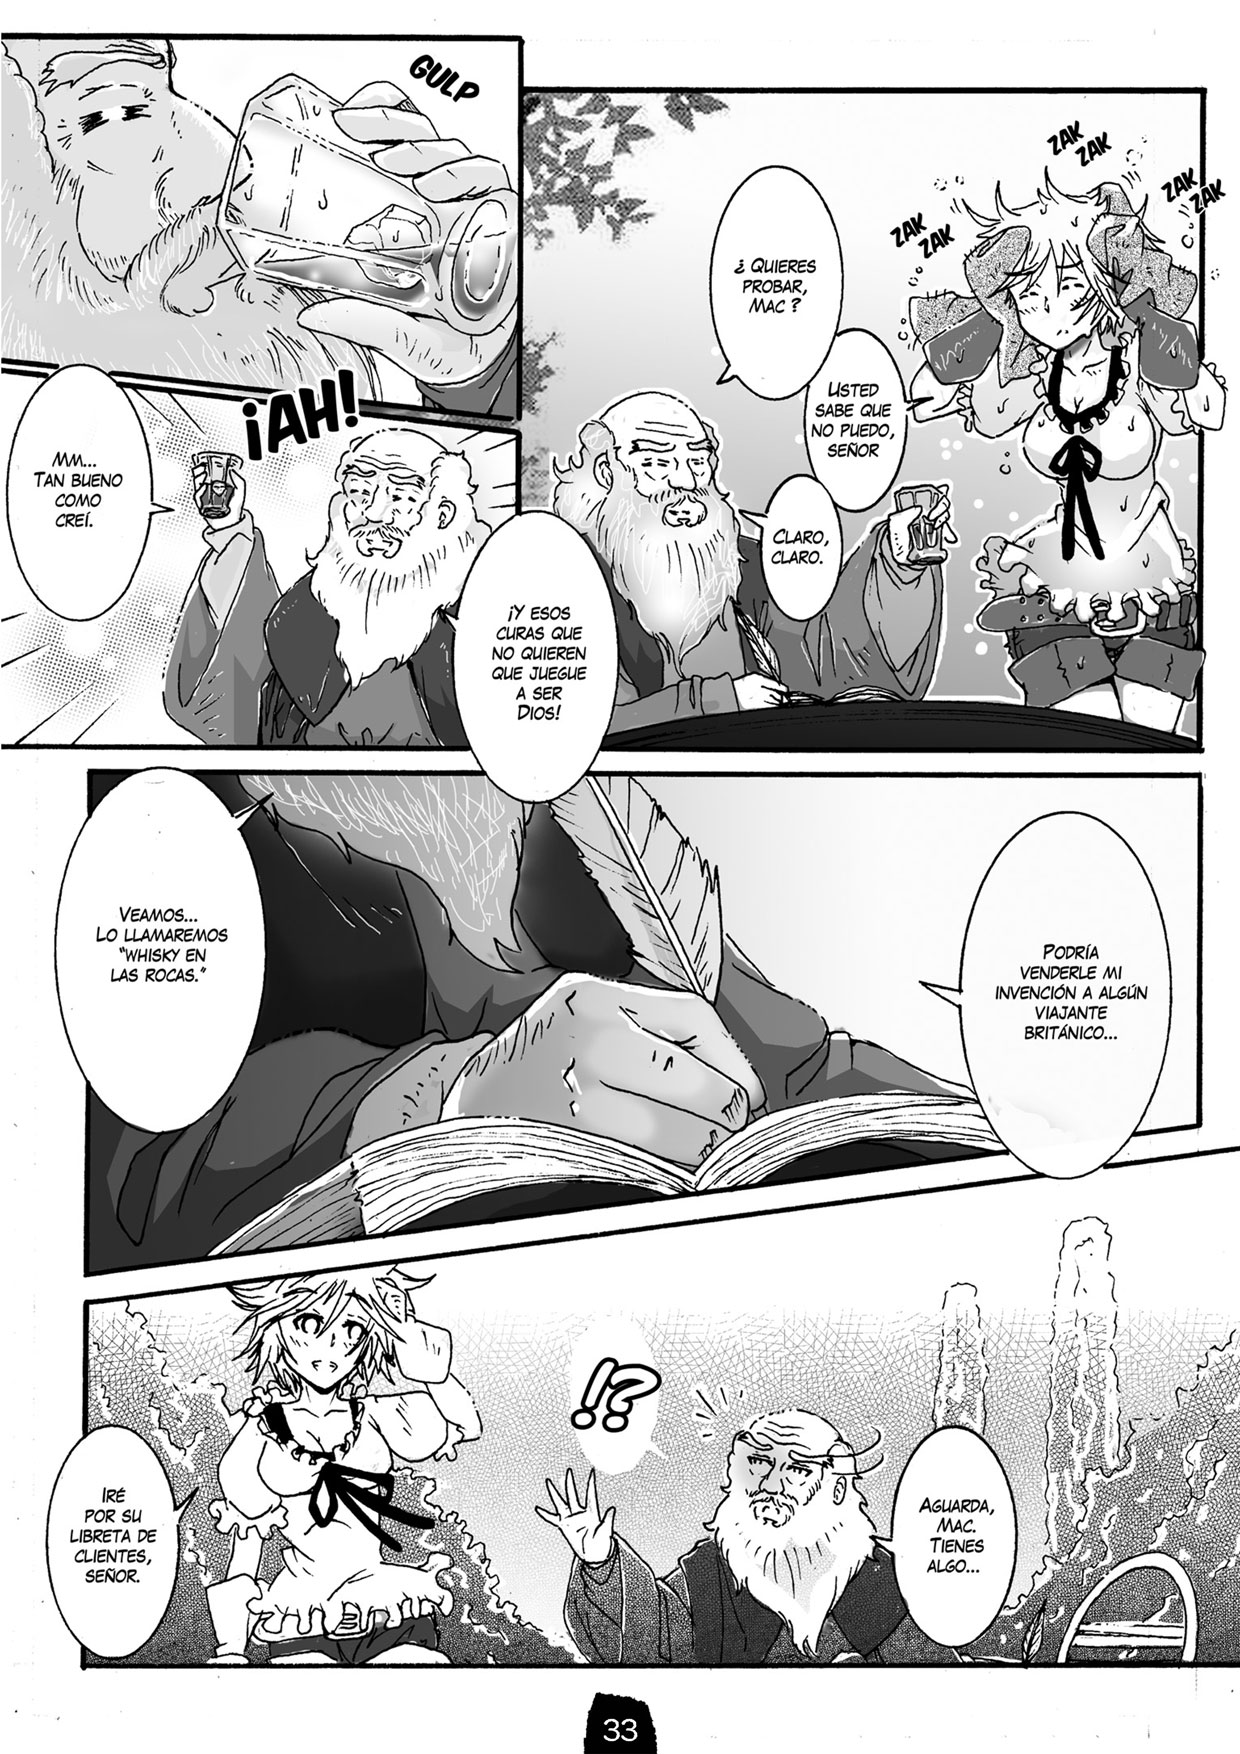 GULP
¡AH!
MM...
TAN BUENO
COMO
CREÍ.
¡Y ESOS
CURAS QUE
NO QUIEREN
QUE JUEGUE
A SER
DIOS!
¿ QUIERES
PROBAR,
MAC ?
ZAK
ZAK
ZAK
ZAK
ZAK
ZAK
USTED
SABE QUE
NO PUEDO,
SEÑOR
CLARO,
CLARO.
VEAMOS...
LO LLAMAREMOS
"WHISKY EN
LAS ROCAS."
PODRÍA
VENDERLE MI
INVENCIÓN A ALGÚN
VIAJANTE
BRITÁNICO...
IRÉ
POR SU
LIBRETA DE
CLIENTES,
SEÑOR.
!?
AGUARDA,
MAC.
TIENES
ALGO...
33